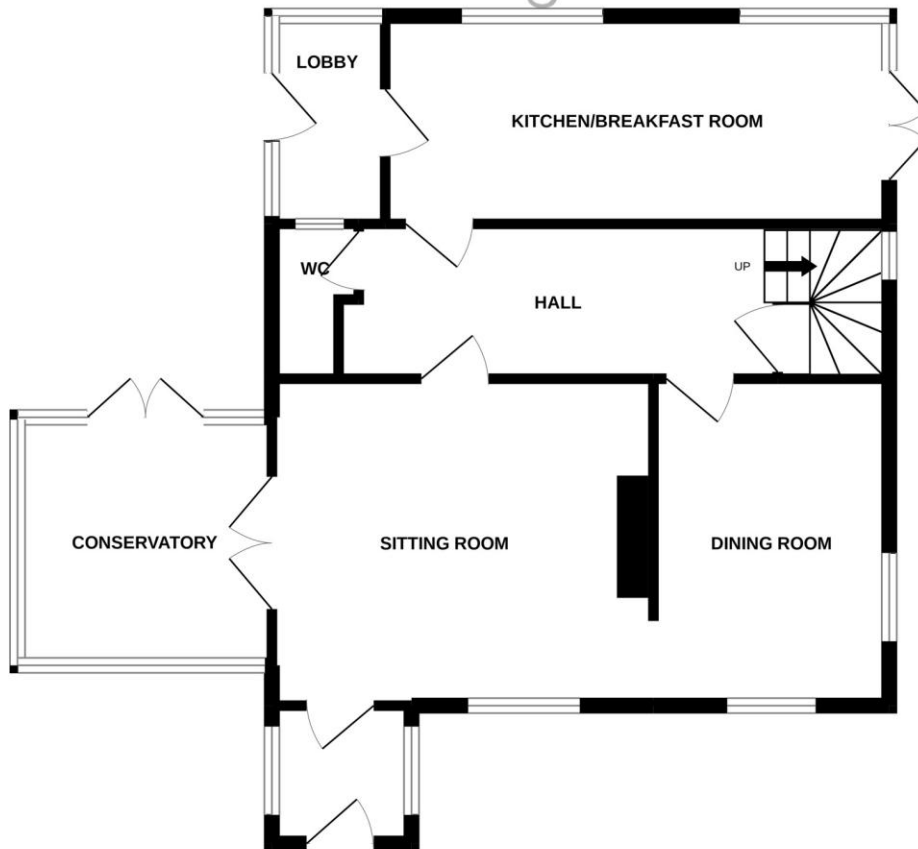 LOBBY
KITCHEN/BREAKFAST ROOM
WC
UP
HALL
CONSERVATORY
SITTING ROOM
DINING ROOM